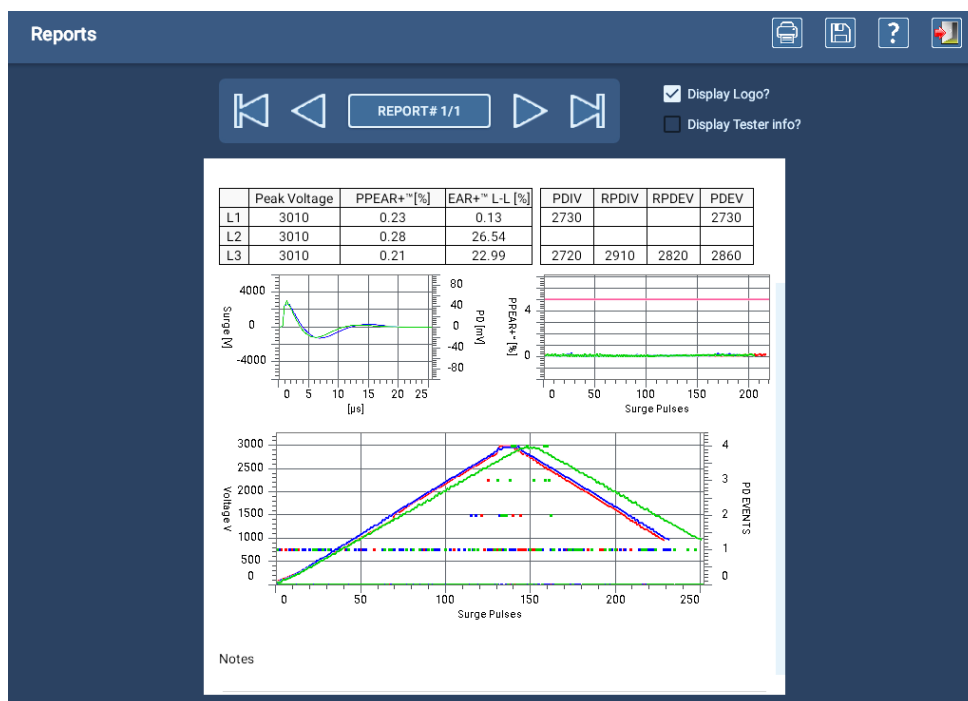 Reports
?
REPORT# 1/1
Display Logo?
Display Tester info?
Peak Voltage PPEAR+™[%] EAR+™ L-L [%] PDIV RPDIV RPDEV PDEV
L1 3010 0.23 0.13 2730 2730
L2 3010 0.28 26.54
L3 3010 0.21 22.99 2720 2910 2820 2860
Surge [V]
4000
0
-4000
0 5 10 15 20 25
[µs]
80
40
0
-40
-80
PD [mV]
PPEAR+™ [%]
4
0
0 50 100 150 200
Surge Pulses
Voltage V
3000
2500
2000
1500
1000
500
0
0 50 100 150 200 250
Surge Pulses
4
3
2
1
0
PD EVENTS
Notes